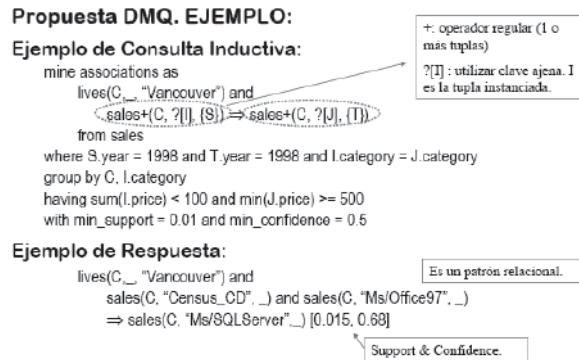 Propuesta DMQ. EJEMPLO:
Ejemplo de Consulta Inductiva:
mine associations as
lives(C,_, "Vancouver") and
sales+(C, ?[I], {S}) ⇒ sales+(C, ?[J], {T})
from sales
where S.year = 1998 and T.year = 1998 and I.category = J.category
group by C, I.category
having sum(I.price) < 100 and min(J.price) >= 500
with min_support = 0.01 and min_confidence = 0.5
+: operador regular (1 o
más tuplas)
?[I] : utilizar clave ajena. I
es la tupla instanciada.
Ejemplo de Respuesta:
lives(C,_, "Vancouver") and
sales(C, "Census_CD", _) and sales(C, "Ms/Office97", _)
⇒ sales(C, "Ms/SQLServer",_) [0.015, 0.68]
Es un patrón relacional.
Support & Confidence.